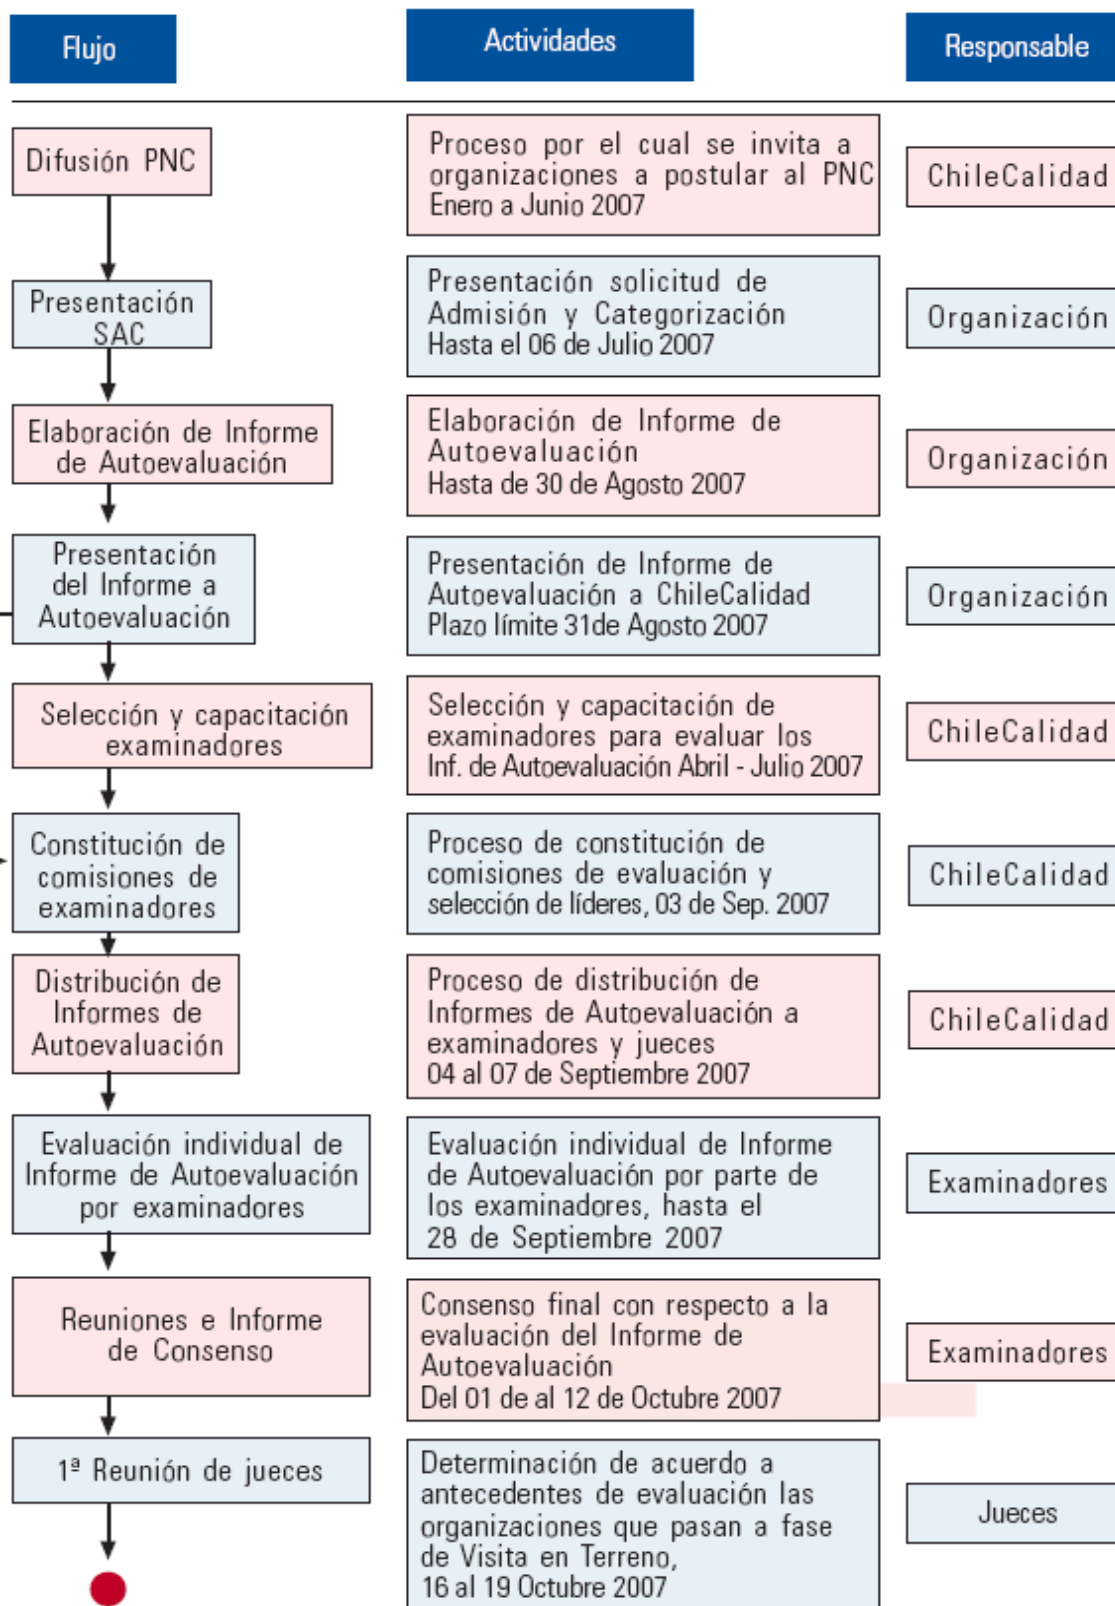 Flujo
Actividades
Responsable
Difusión PNC
Proceso por el cual se invita a
organizaciones a postular al PNC
Enero a Junio 2007
ChileCalidad
Presentación
SAC
Presentación solicitud de
Admisión y Categorización
Hasta el 06 de Julio 2007
Organización
Elaboración de Informe
de Autoevaluación
Elaboración de Informe de
Autoevaluación
Hasta de 30 de Agosto 2007
Organización
Presentación
del Informe a
Autoevaluación
Presentación de Informe de
Autoevaluación a ChileCalidad
Plazo límite 31de Agosto 2007
Organización
Selección y capacitación
examinadores
Selección y capacitación de
examinadores para evaluar los
Inf. de Autoevaluación Abril - Julio 2007
ChileCalidad
Constitución de
comisiones de
examinadores
Proceso de constitución de
comisiones de evaluación y
selección de líderes, 03 de Sep. 2007
ChileCalidad
Distribución de
Informes de
Autoevaluación
Proceso de distribución de
Informes de Autoevaluación a
examinadores y jueces
04 al 07 de Septiembre 2007
ChileCalidad
Evaluación individual de
Informe de Autoevaluación
por examinadores
Evaluación individual de Informe
de Autoevaluación por parte de
los examinadores, hasta el
28 de Septiembre 2007
Examinadores
Reuniones e Informe
de Consenso
Consenso final con respecto a la
evaluación del Informe de
Autoevaluación
Del 01 de al 12 de Octubre 2007
Examinadores
1ª Reunión de jueces
Determinación de acuerdo a
antecedentes de evaluación las
organizaciones que pasan a fase
de Visita en Terreno,
16 al 19 Octubre 2007
Jueces